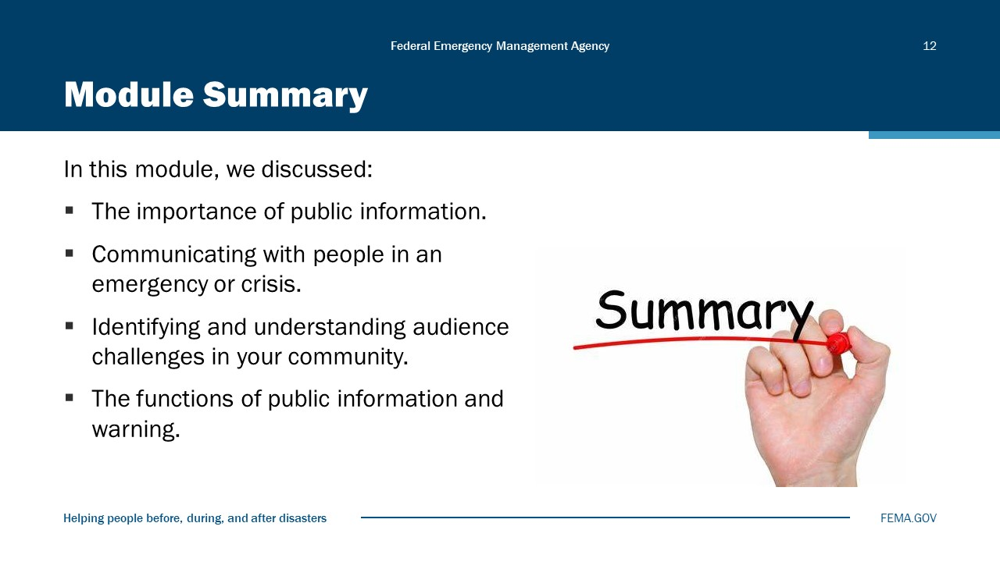 Federal Emergency Management Agency
12
Module Summary
In this module, we discussed:
▪ The importance of public information.
▪ Communicating with people in an
emergency or crisis.
▪ Identifying and understanding audience
challenges in your community.
▪ The functions of public information and
warning.
Summary
Helping people before, during, and after disasters
FEMA.GOV